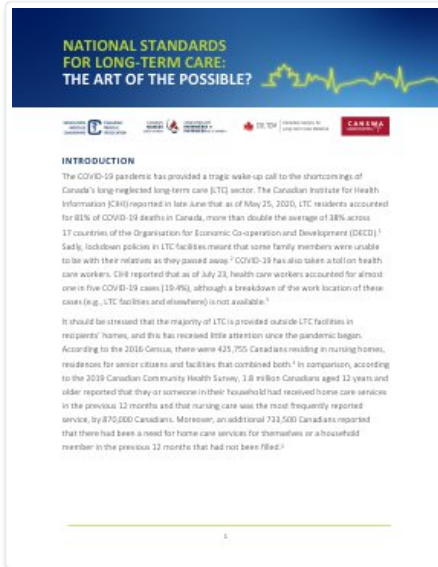 NATIONAL STANDARDS
FOR LONG-TERM CARE:
THE ART OF THE POSSIBLE?
CANADIAN
MEDICAL
ASSOCIATION
CANADIAN
NURSES
INTRODUCTION
The COVID-19 pandemic has provided a tragic wake-up call to the shortcomings of
Canada's long-neglected long-term care (LTC) sector. The Canadian Institute for Health
Information (CIHI) reported in late June that as of May 25, 2020, LTC residents accounted
for 81% of COVID-19 deaths in Canada, more than double the average of 38% across
17 countries of the Organisation for Economic Co-operation and Development (OECD).1
Sadly, lockdown policies in LTC facilities meant that some family members were unable
to be with their relatives as they passed away.2 COVID-19 has also taken a toll on health
care workers. CIHI reported that as of July 23, health care workers accounted for almost
one in five COVID-19 cases (19.4%), although a breakdown of the work location of these
cases (e.g., LTC facilities and elsewhere) is not available.3
It should be stressed that the majority of LTC is provided outside LTC facilities in
recipients' homes, and this has received little attention since the pandemic began.
According to the 2016 Census, there were 425,755 Canadians residing in nursing homes,
residences for senior citizens and facilities that combined both.4 In comparison, according
to the 2019 Canadian Community Health Survey, 1.8 million Canadians aged 12 years and
older reported that they or someone in their household had received home care services
in the previous 12 months and that nursing care was the most frequently reported
service, by 870,000 Canadians. Moreover, an additional 733,500 Canadians reported
that there had been a need for home care services for themselves or a household
member in the previous 12 months that had not been filled.5
1